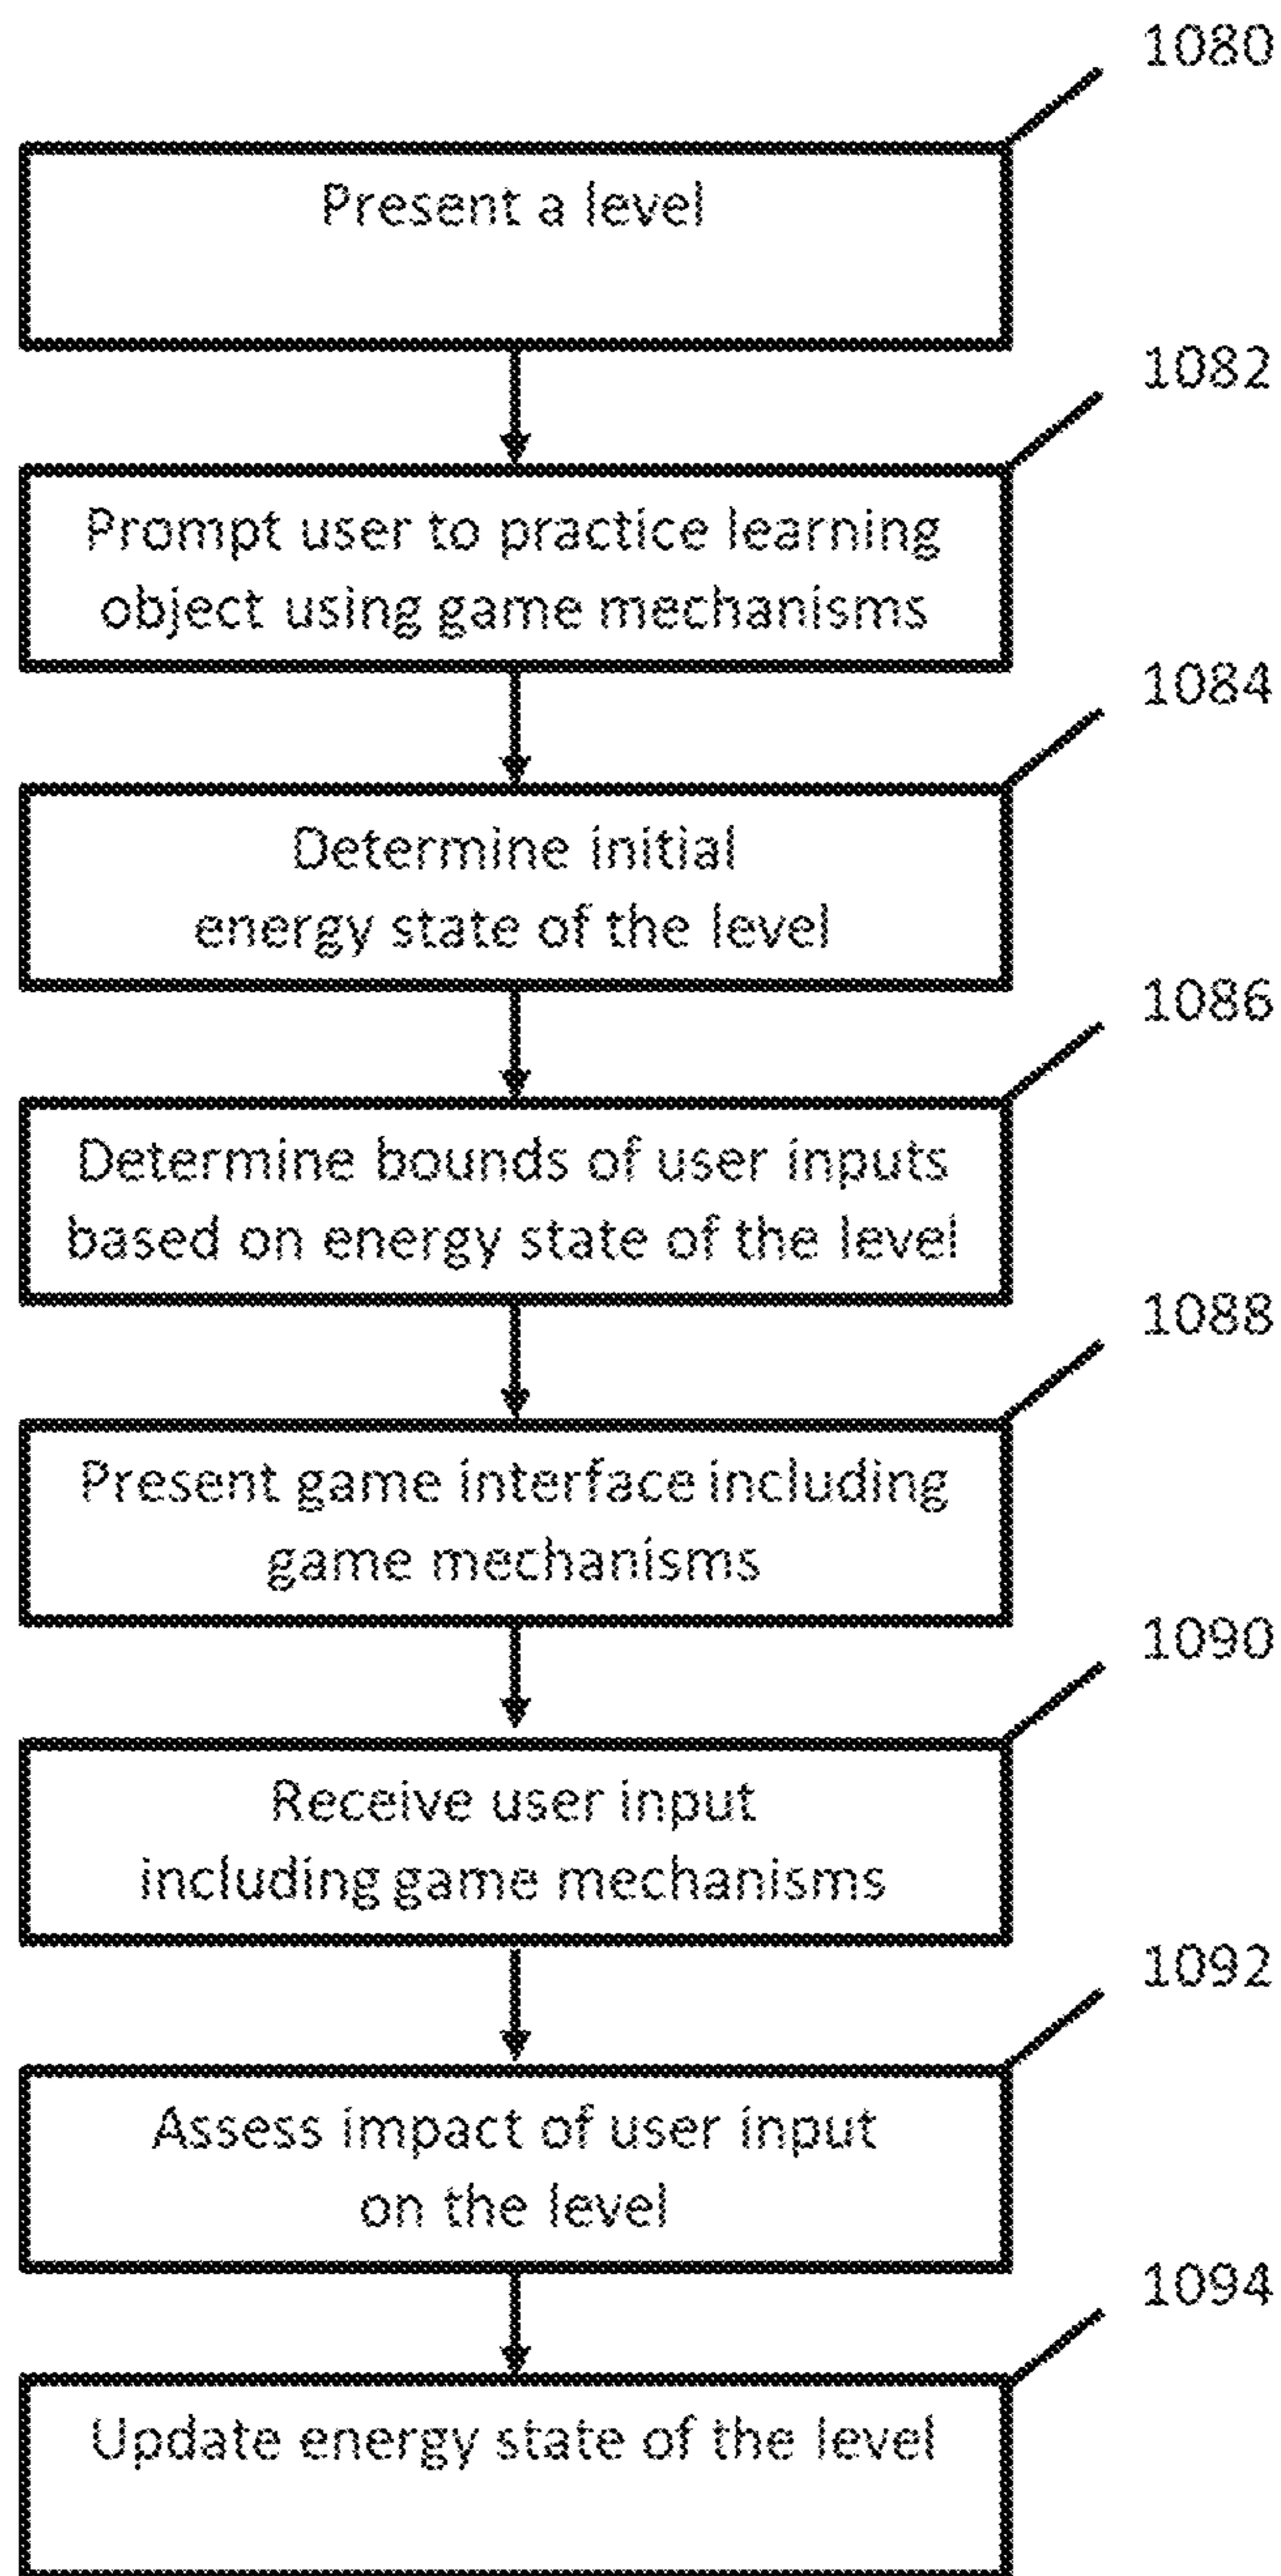 1080
Present a level
1082
Prompt user to practice learning
object using game mechanisms
1084
Determine initial
energy state of the level
1086
Determine bounds of user inputs
based on energy state of the level
1088
Present game interface including
game mechanisms
1090
Receive user input
including game mechanisms
1092
Assess impact of user input
on the level
1094
Update energy state of the level